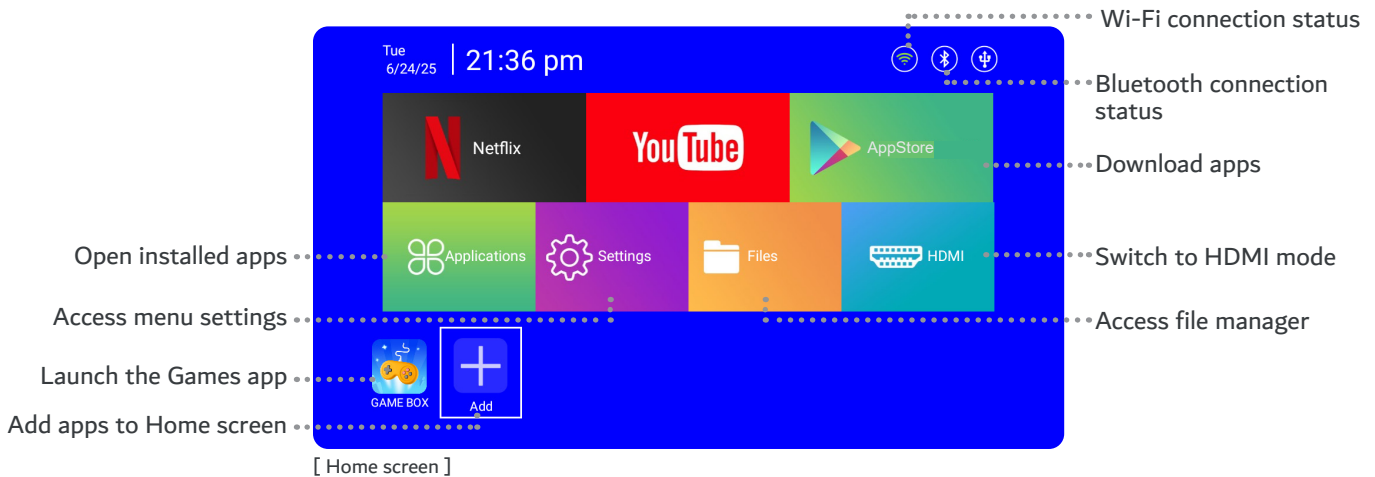 Wi-Fi connection status
Tue
6/24/25
21:36 pm
Bluetooth connection
status
Netflix
YouTube
AppStore
Download apps
Open installed apps
Applications
Settings
Files
HDMI
Switch to HDMI mode
Access menu settings
Access file manager
Launch the Games app
GAME BOX
Add
Add apps to Home screen
[ Home screen ]